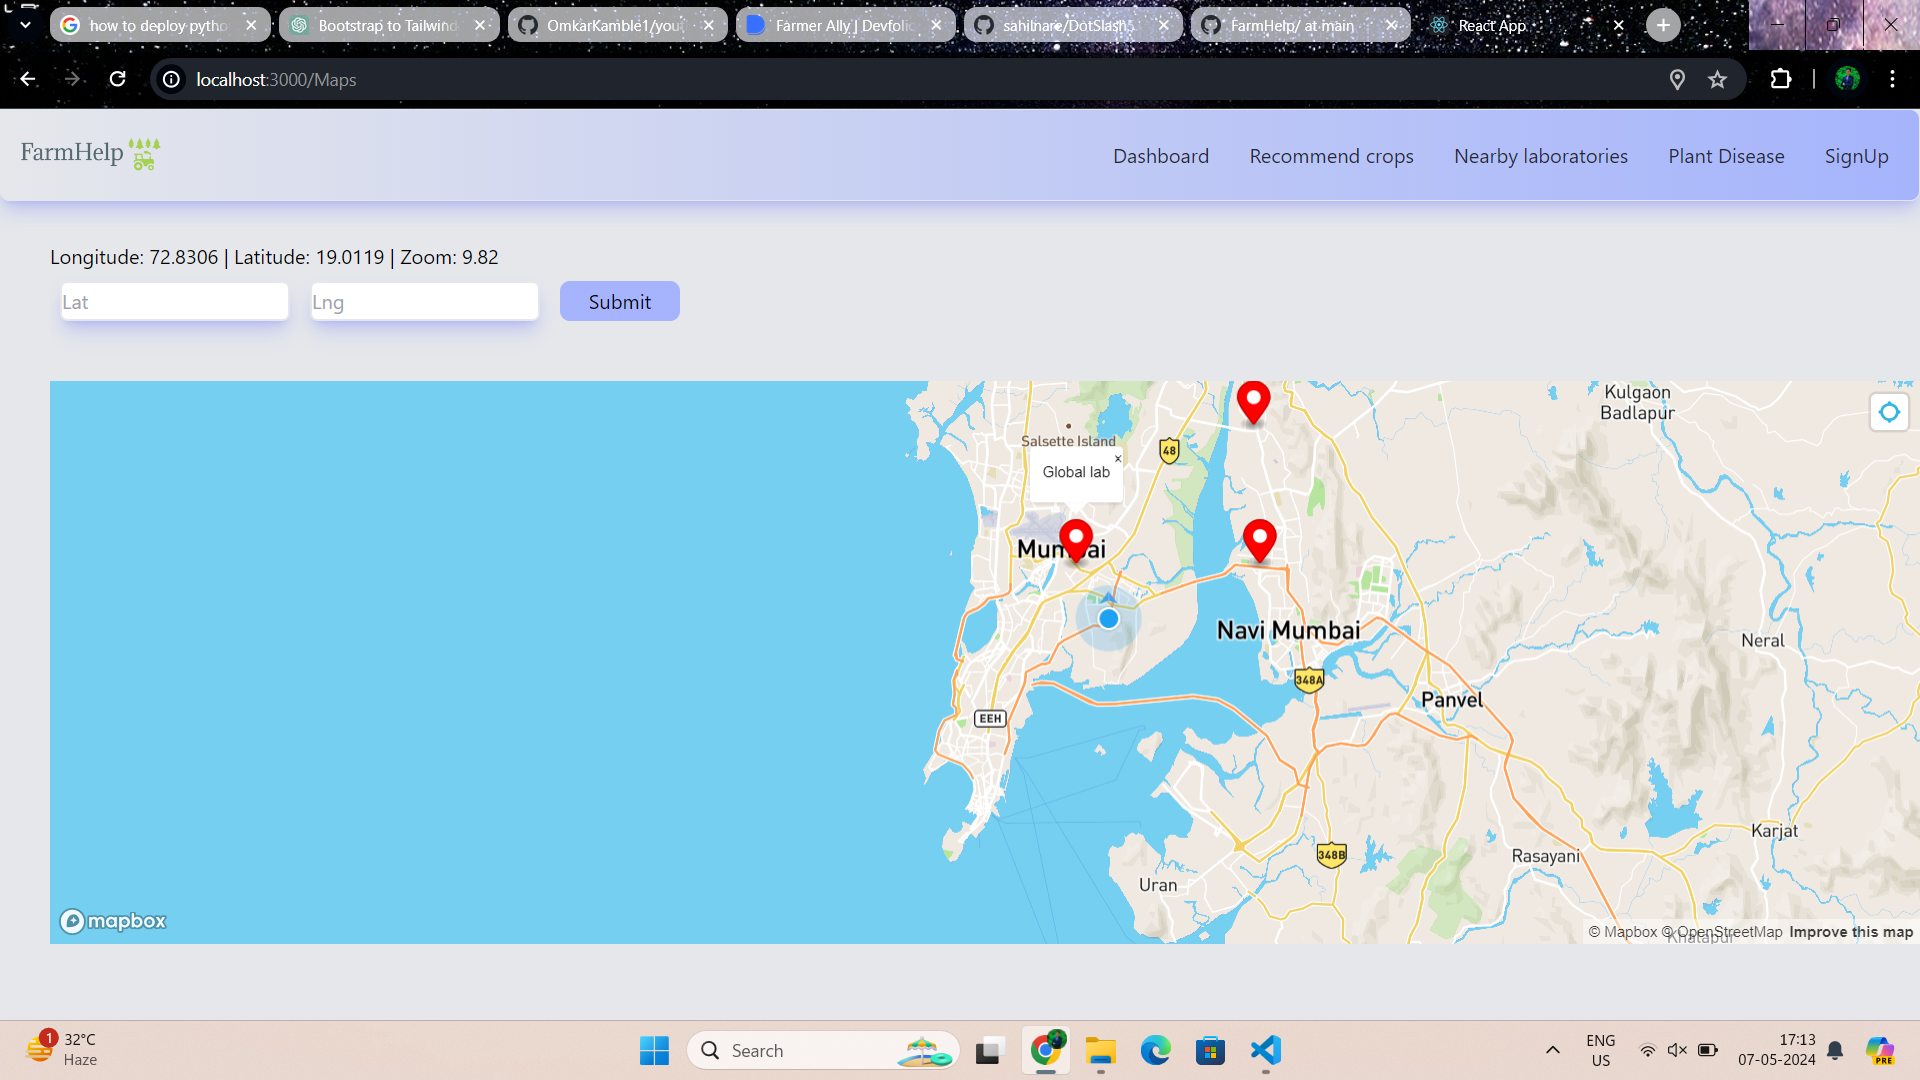 how to deploy pytho
Bootstrap to Tailwind
OmkarKamble1/you
Farmer Ally | Devfolio
sahilnare/DotSlash
FarmHelp/ at main
React App
localhost:3000/Maps
FarmHelp
Dashboard
Recommend crops
Nearby laboratories
Plant Disease
SignUp
Longitude: 72.8306 | Latitude: 19.0119 | Zoom: 9.82
Lat
Lng
Submit
Kulgaon
Badlapur
Salsette Island
48
Global lab
×
Mumbai
Navi Mumbai
Neral
348A
Panvel
EEH
Karjat
348B
Rasayani
Uran
mapbox
© Mapbox © OpenStreetMap Improve this map
Khalapur
1
32°C
Haze
Search
ENG
US
17:13
07-05-2024
PRE